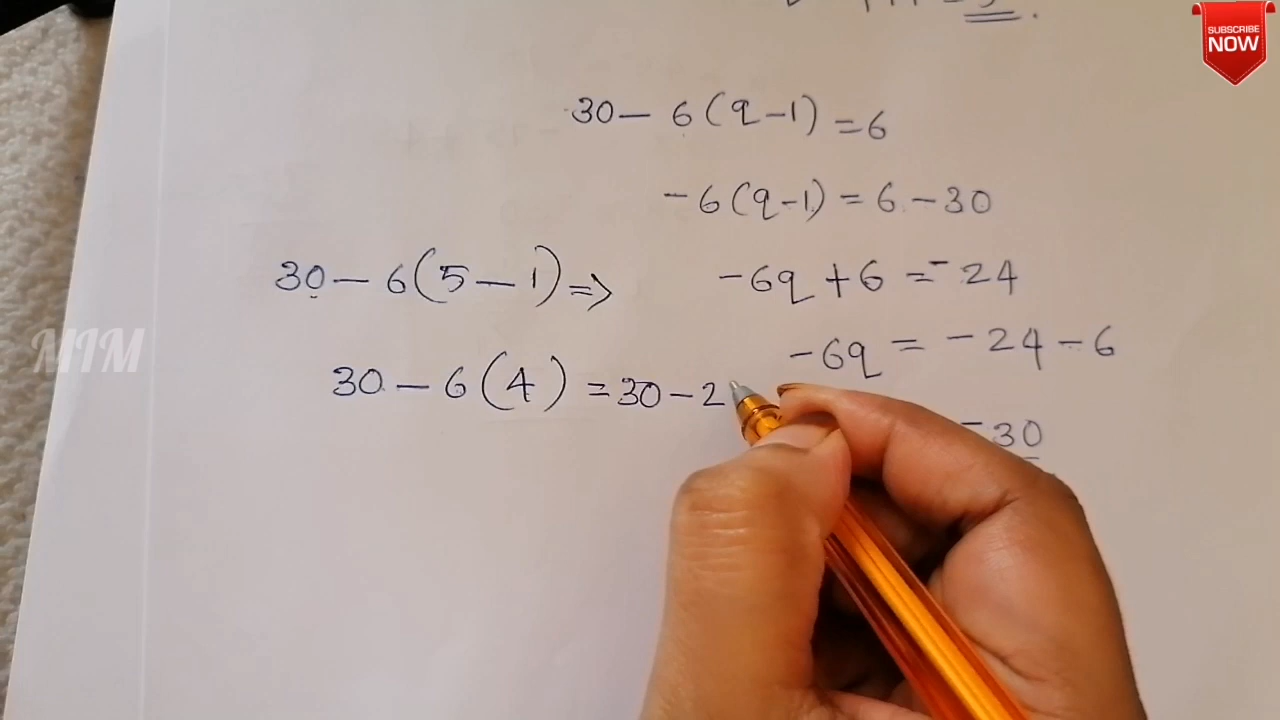 SUBSCRIBE
NOW
30 - 6(q-1) = 6
-6(q-1) = 6 - 30
30 - 6(5 - 1) ⇒
-6q + 6 = -24
-6q = -24 - 6
30 - 6(4) = 30 - 2
-30
MIM